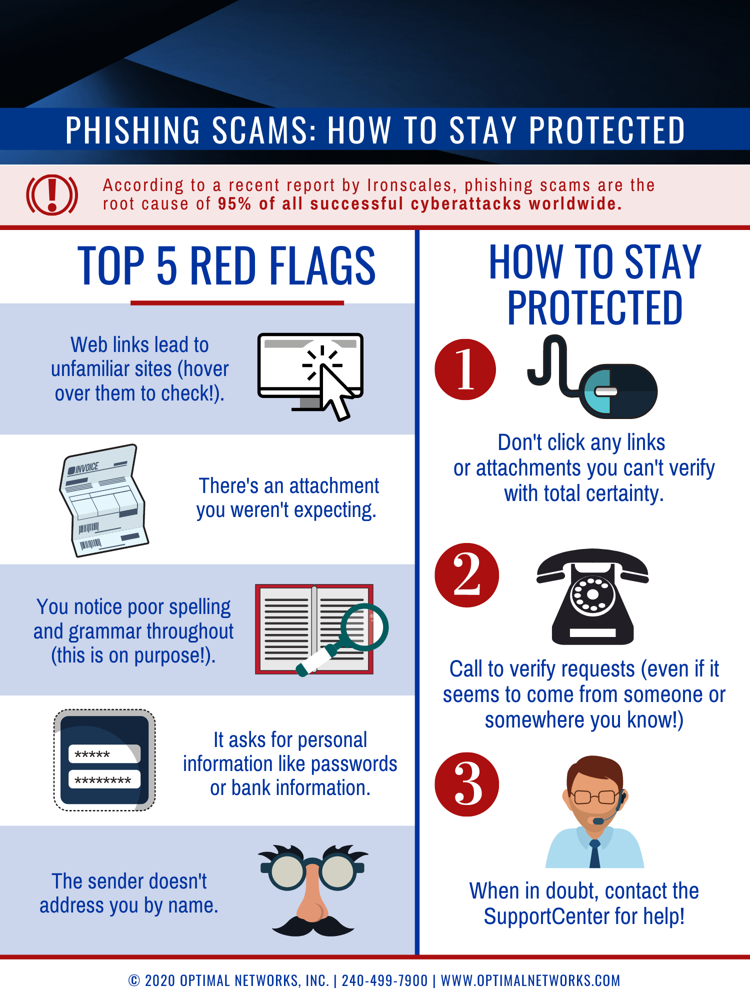 PHISHING SCAMS: HOW TO STAY PROTECTED
According to a recent report by Ironscales, phishing scams are the
root cause of 95% of all successful cyberattacks worldwide.
TOP 5 RED FLAGS
Web links lead to
unfamiliar sites (hover
over them to check!).
INVOICE
There's an attachment
you weren't expecting.
You notice poor spelling
and grammar throughout
(this is on purpose!).
*****
********
It asks for personal
information like passwords
or bank information.
The sender doesn't
address you by name.
HOW TO STAY
PROTECTED
1
Don't click any links
or attachments you can't verify
with total certainty.
2
Call to verify requests (even if it
seems to come from someone or
somewhere you know!)
3
When in doubt, contact the
SupportCenter for help!
© 2020 OPTIMAL NETWORKS, INC. | 240-499-7900 | WWW.OPTIMALNETWORKS.COM